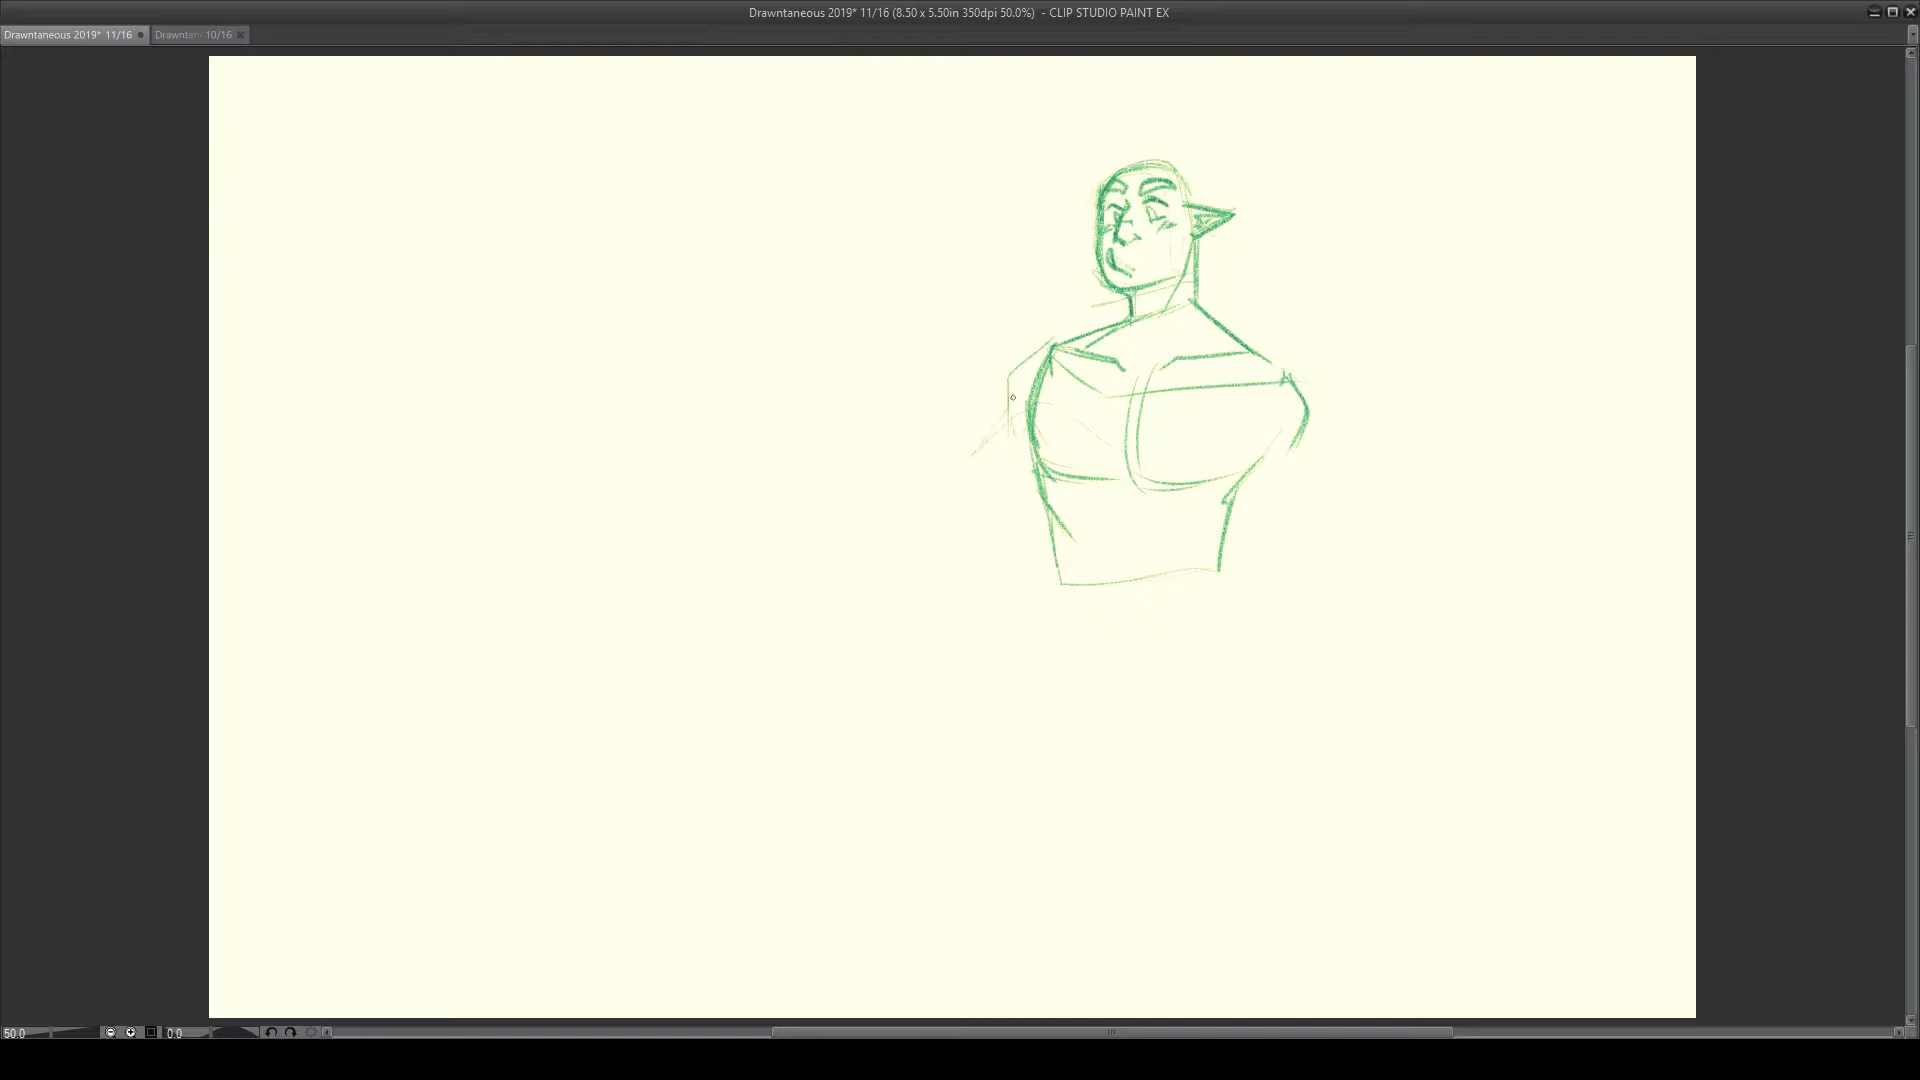 Drawntaneous 2019* 11/16 (8.50 x 5.50in 350dpi 50.0%) - CLIP STUDIO PAINT EX
Drawntaneous 2019* 11/16
10/16
50.0
0.0